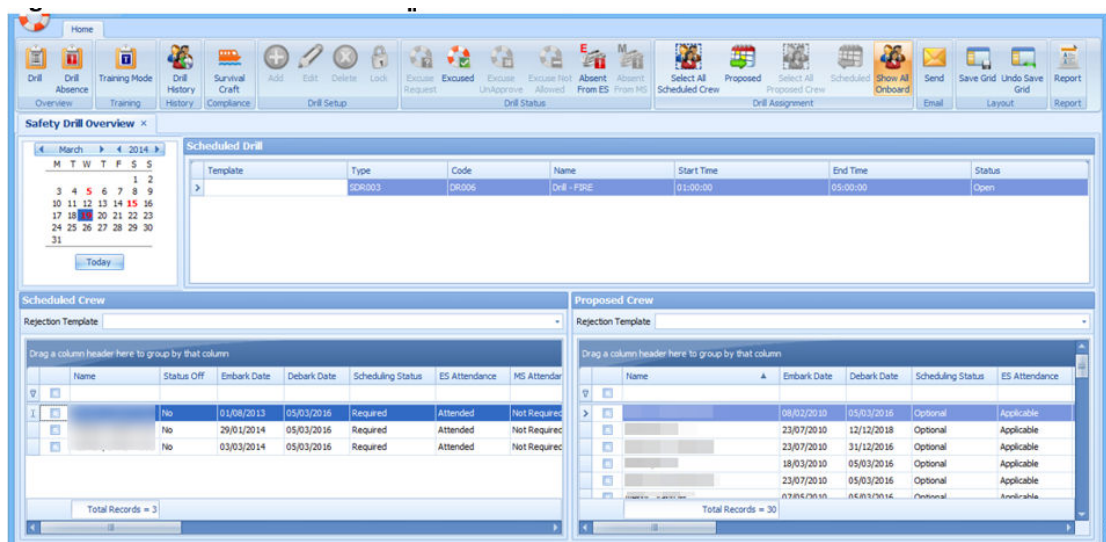 Home
Drill
Drill Absence
Training Mode
Drill History
Survival Craft
Add
Edit
Delete
Lock
Excuse Request
Excused
Excuse UnApprove
Excuse Not Allowed
E
Absent From ES
M
Absent From MS
Select All Scheduled Crew
Proposed
Select All Proposed Crew
Scheduled
Show All Onboard
Send
Save Grid
Undo Save Grid
Report
Overview
Training
History
Compliance
Drill Setup
Drill Status
Drill Assignment
Email
Layout
Report
Safety Drill Overview ×
March 2014
M T W T F S S
1 2
3 4 5 6 7 8 9
10 11 12 13 14 15 16
17 18 19 20 21 22 23
24 25 26 27 28 29 30
31
Today
Scheduled Drill
Template Type Code Name Start Time End Time Status
SDR003 DR006 Drill -FIRE 01:00:00 05:00:00 Open
Scheduled Crew
Rejection Template
Drag a column header here to group by that column
Name Status Off Embark Date Debark Date Scheduling Status ES Attendance MS Attendar
No 01/08/2013 05/03/2016 Required Attended Not Required
No 29/01/2014 05/03/2016 Required Attended Not Required
No 03/03/2014 05/03/2016 Required Attended Not Required
Total Records = 3
Proposed Crew
Rejection Template
Drag a column header here to group by that column
Name Embark Date Debark Date Scheduling Status ES Attendance
08/02/2010 05/03/2016 Optional Applicable
23/07/2010 12/12/2018 Optional Applicable
23/07/2010 31/12/2016 Optional Applicable
18/03/2010 05/03/2016 Optional Applicable
23/07/2010 05/03/2016 Optional Applicable
07/05/2010 05/03/2016 Optional Applicable
Total Records = 30